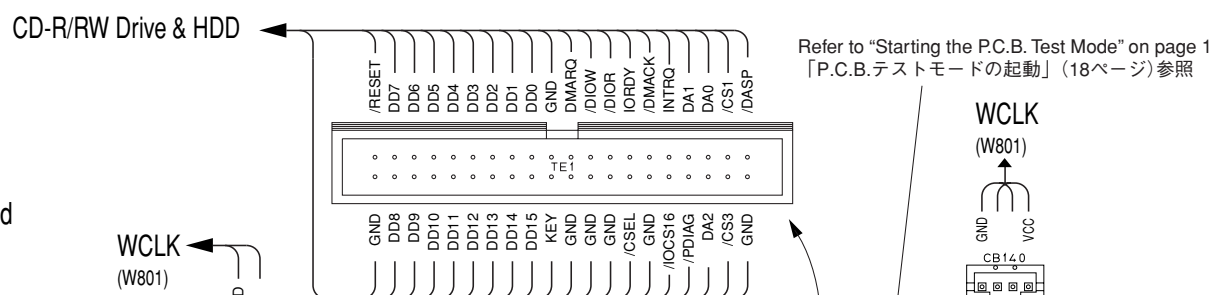 CD-R/RW Drive & HDD
Refer to “Starting the P.C.B. Test Mode” on page 1
「P.C.B.テストモードの起動」（18ページ）参照
/RESET
DD7
DD6
DD5
DD4
DD3
DD2
DD1
DD0
GND
DMARQ
/DIOW
/DIOR
IORDY
/DMACK
INTRQ
DA1
DA0
/CS1
/DASP
WCLK
(W801)
TE1
GND
DD8
DD9
DD10
DD11
DD12
DD13
DD14
DD15
KEY
GND
GND
GND
/CSEL
GND
/IOCS16
/PDIAG
DA2
/CS3
GND
GND
VCC
CB140
d
WCLK
(W801)
D